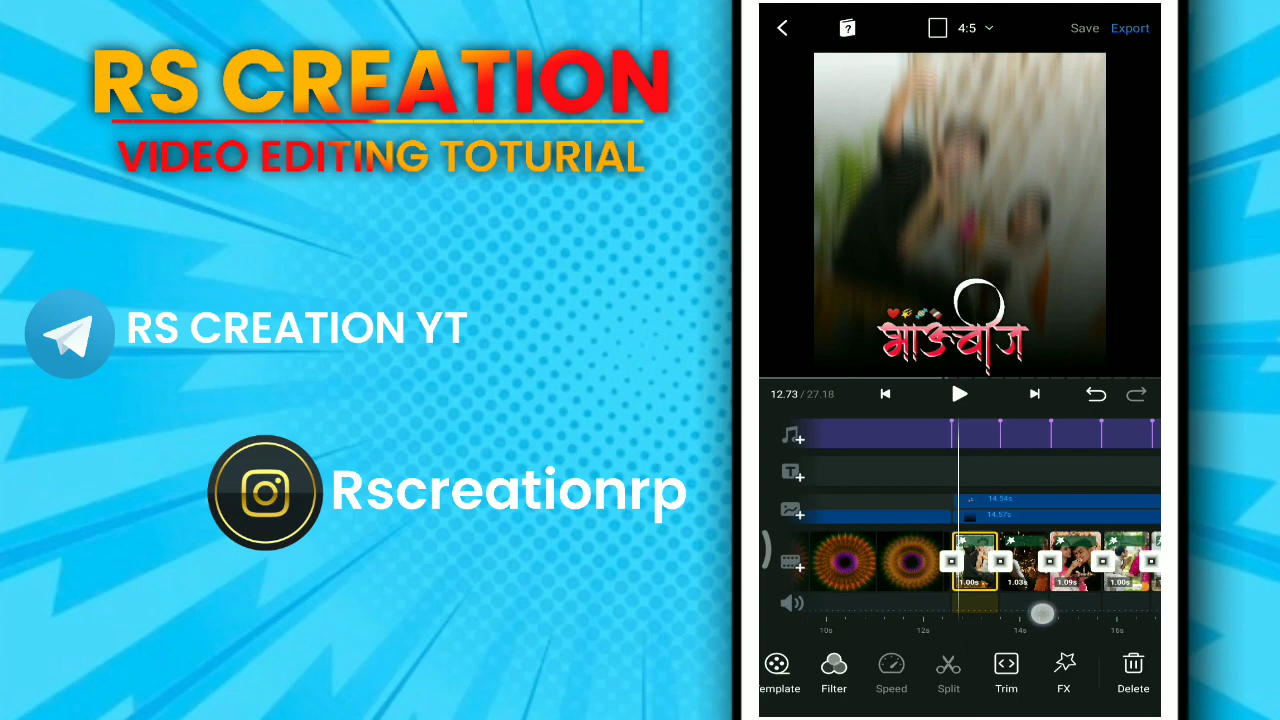 RS CREATION
VIDEO EDITING TOTURIAL
RS CREATION YT
Rscreationrp
4:5
Save
Export
भाऊबीज
12.73 / 27.18
14.54s
14.57s
1.00s
1.03s
1.09s
1.00s
10s
12s
14s
16s
emplate
Filter
Speed
Split
Trim
FX
Delete